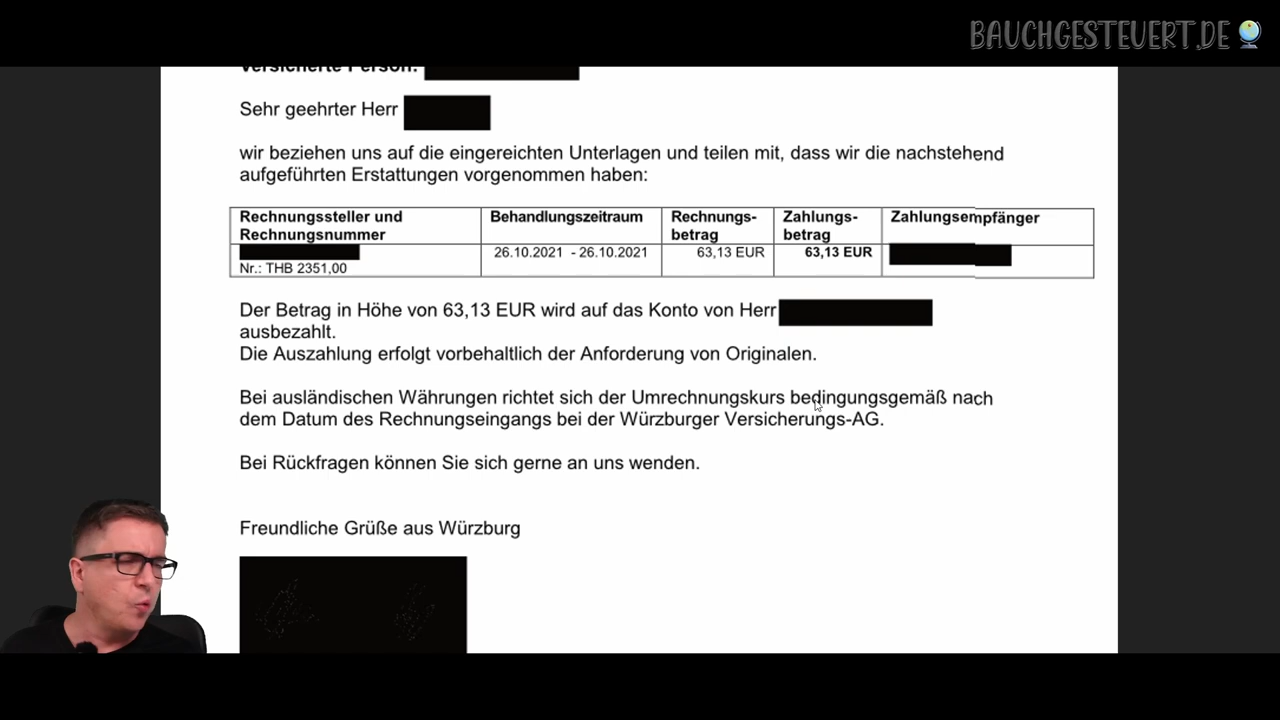 BAUCHGESTEUERT.DE
Versicherte Person:
Sehr geehrter Herr
wir beziehen uns auf die eingereichten Unterlagen und teilen mit, dass wir die nachstehend
aufgeführten Erstattungen vorgenommen haben:
Rechnungssteller und Rechnungsnummer
Behandlungszeitraum
Rechnungs-
betrag
Zahlungs-
betrag
Zahlungsempfänger
Nr.: THB 2351,00
26.10.2021 - 26.10.2021
63,13 EUR
63,13 EUR
Der Betrag in Höhe von 63,13 EUR wird auf das Konto von Herr
ausbezahlt.
Die Auszahlung erfolgt vorbehaltlich der Anforderung von Originalen.
Bei ausländischen Währungen richtet sich der Umrechnungskurs bedingungsgemäß nach
dem Datum des Rechnungseingangs bei der Würzburger Versicherungs-AG.
Bei Rückfragen können Sie sich gerne an uns wenden.
Freundliche Grüße aus Würzburg